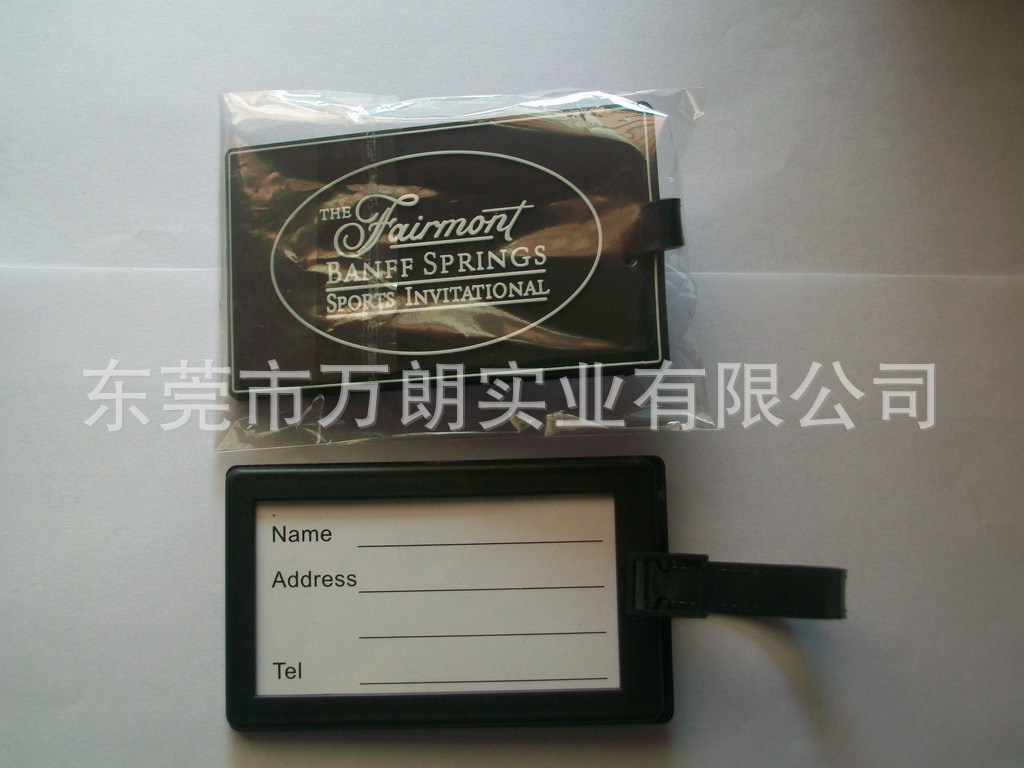 THE Fairmont
BANFF SPRINGS
SPORTS INVITATIONAL
东莞市万朗实业有限公司
Name
Address
Tel